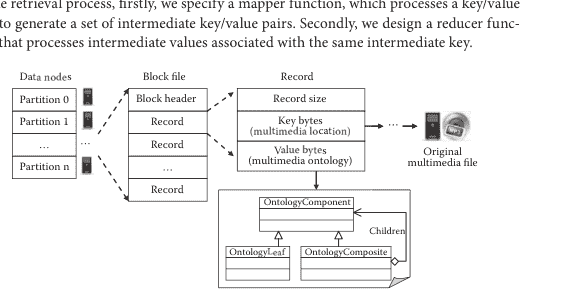 e retrieval process, firstly, we specify a mapper function, which processes a key/value
to generate a set of intermediate key/value pairs. Secondly, we design a reducer func-
that processes intermediate values associated with the same intermediate key.
Data nodes
Block file
Record
Partition 0
Partition 1
...
Partition n
...
Block header
Record
Record
...
Record
Record size
Key bytes
(multimedia location)
Value bytes
(multimedia ontology)
...
MP3
Original
multimedia file
OntologyComponent
Children
OntologyLeaf
OntologyComposite